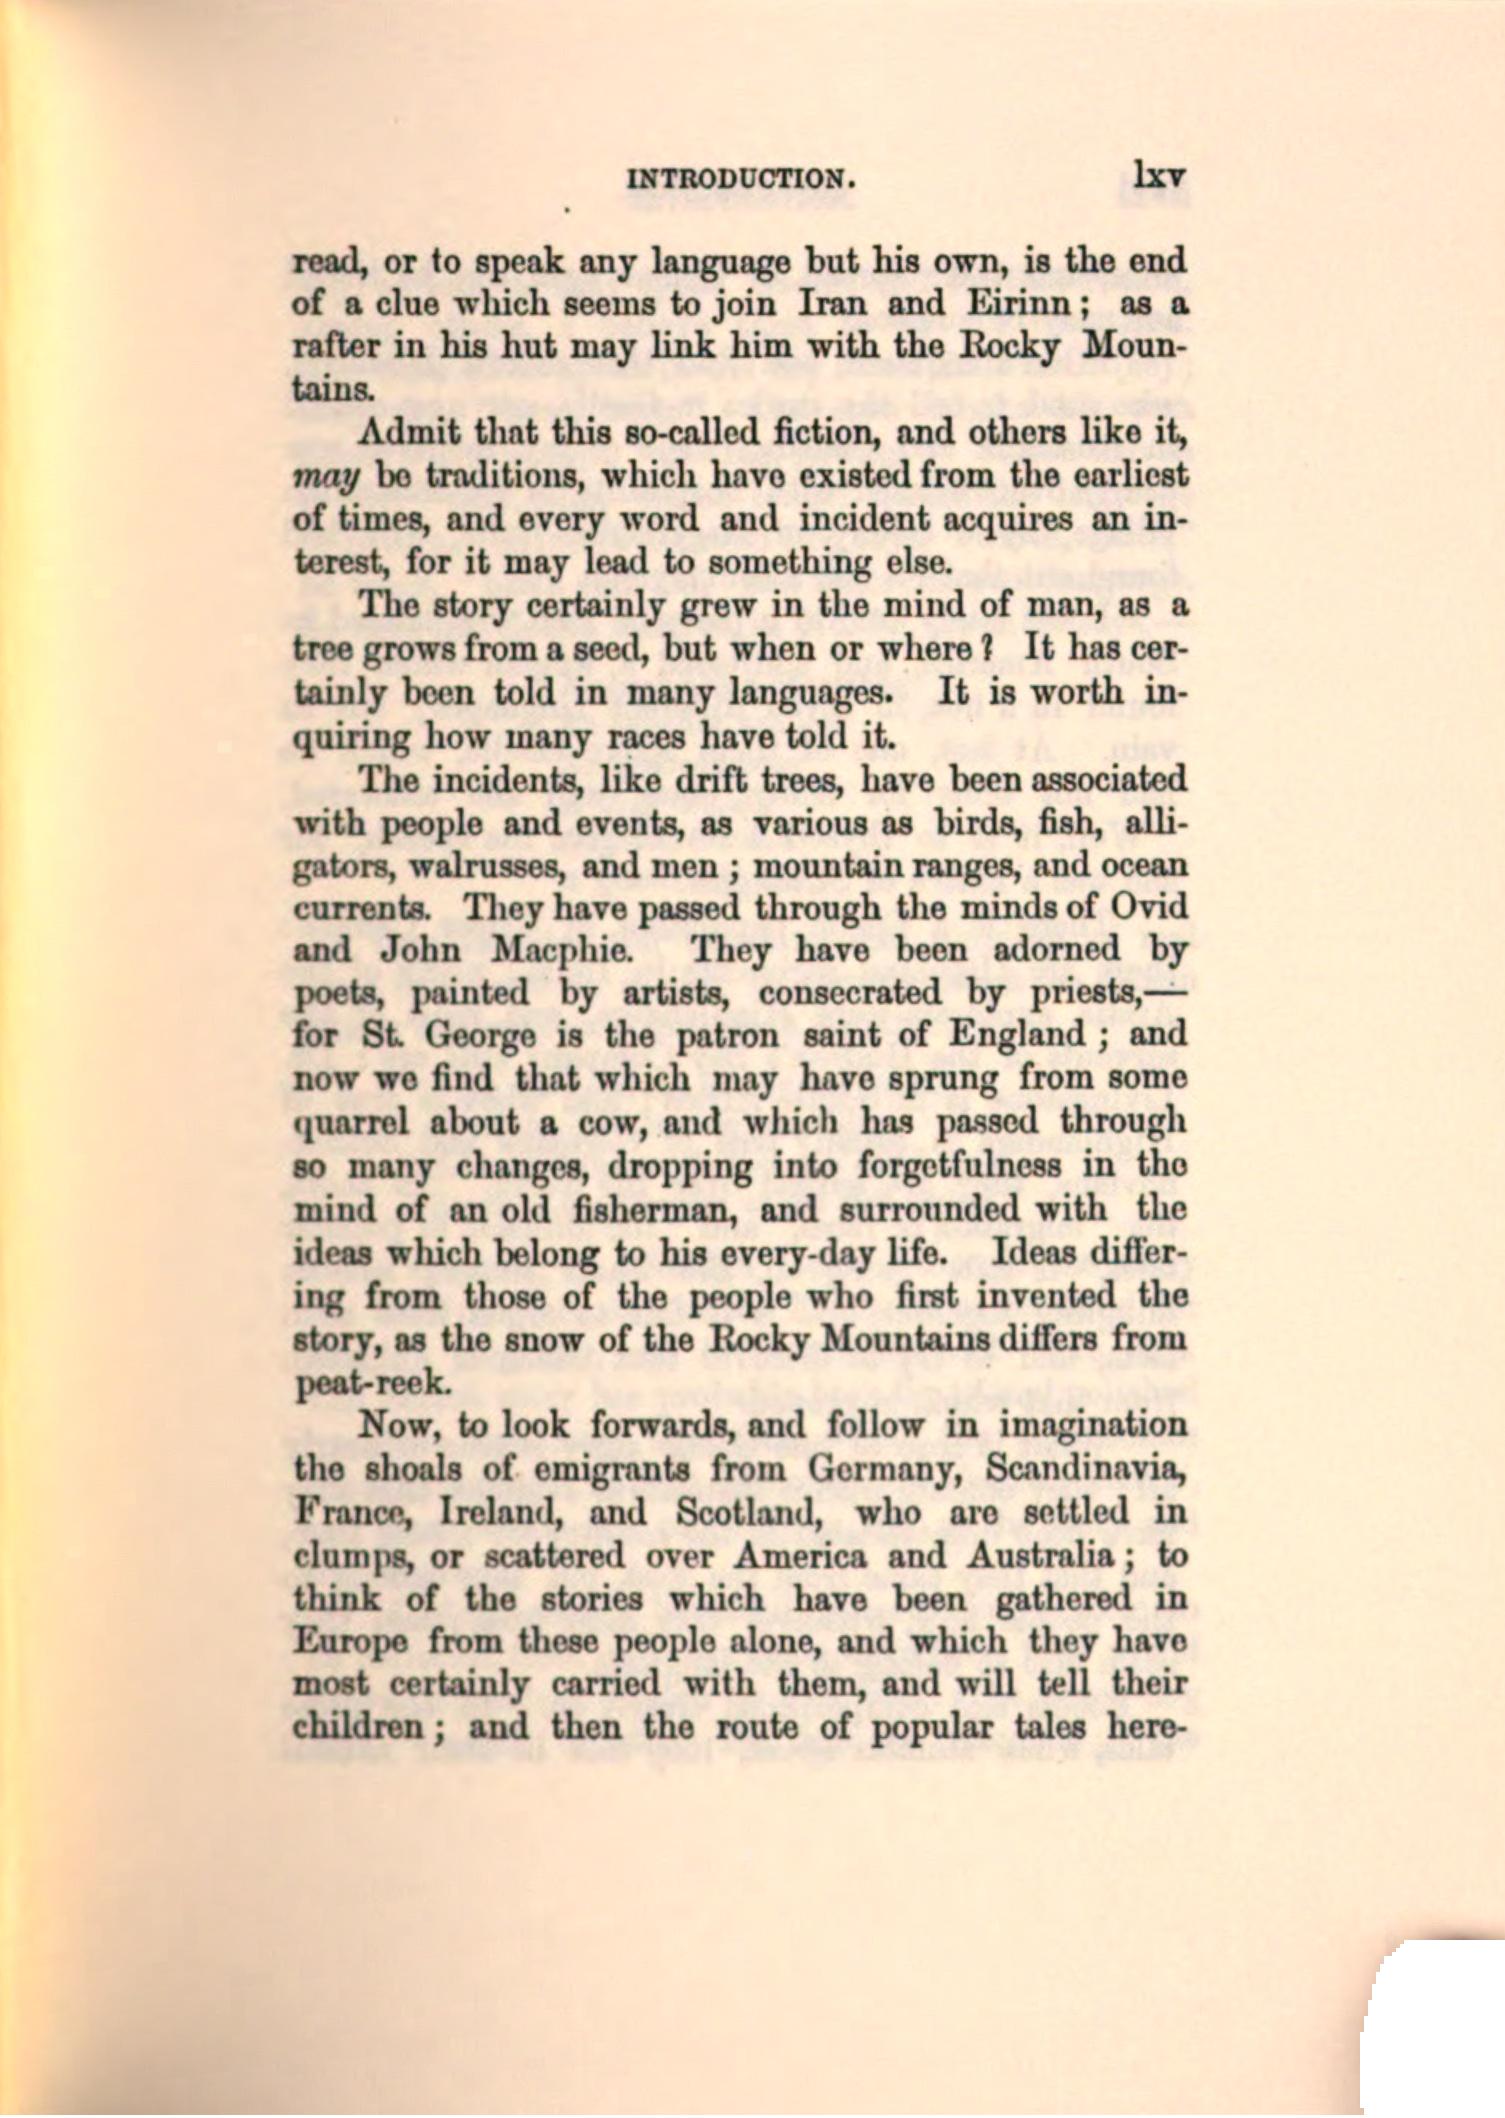 INTRODUCTION. lxv
read, or to speak any language but his own, is the end
of a clue which seems to join Iran and Eirinn; as a
rafter in his hut may link him with the Rocky Moun-
tains.
Admit that this so-called fiction, and others like it,
may be traditions, which have existed from the earliest
of times, and every word and incident acquires an in-
terest, for it may lead to something else.
The story certainly grew in the mind of man, as a
tree grows from a seed, but when or where? It has cer-
tainly been told in many languages. It is worth in-
quiring how many races have told it.
The incidents, like drift trees, have been associated
with people and events, as various as birds, fish, alli-
gators, walrusses, and men; mountain ranges, and ocean
currents. They have passed through the minds of Ovid
and John Macphie. They have been adorned by
poets, painted by artists, consecrated by priests,—
for St. George is the patron saint of England; and
now we find that which may have sprung from some
quarrel about a cow, and which has passed through
so many changes, dropping into forgetfulness in the
mind of an old fisherman, and surrounded with the
ideas which belong to his every-day life. Ideas differ-
ing from those of the people who first invented the
story, as the snow of the Rocky Mountains differs from
peat-reek.
Now, to look forwards, and follow in imagination
the shoals of emigrants from Germany, Scandinavia,
France, Ireland, and Scotland, who are settled in
clumps, or scattered over America and Australia; to
think of the stories which have been gathered in
Europe from these people alone, and which they have
most certainly carried with them, and will tell their
children; and then the route of popular tales here-